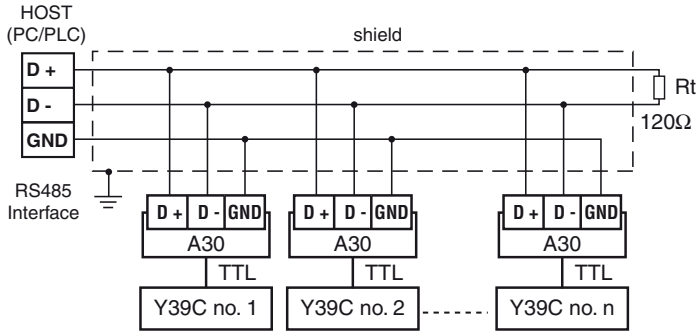 HOST
(PC/PLC)
shield
D +
D -
GND
Rt
120Ω
RS485
Interface
D + D - GND
D + D - GND
D + D - GND
A30
A30
A30
TTL
TTL
TTL
Y39C no. 1
Y39C no. 2
Y39C no. n